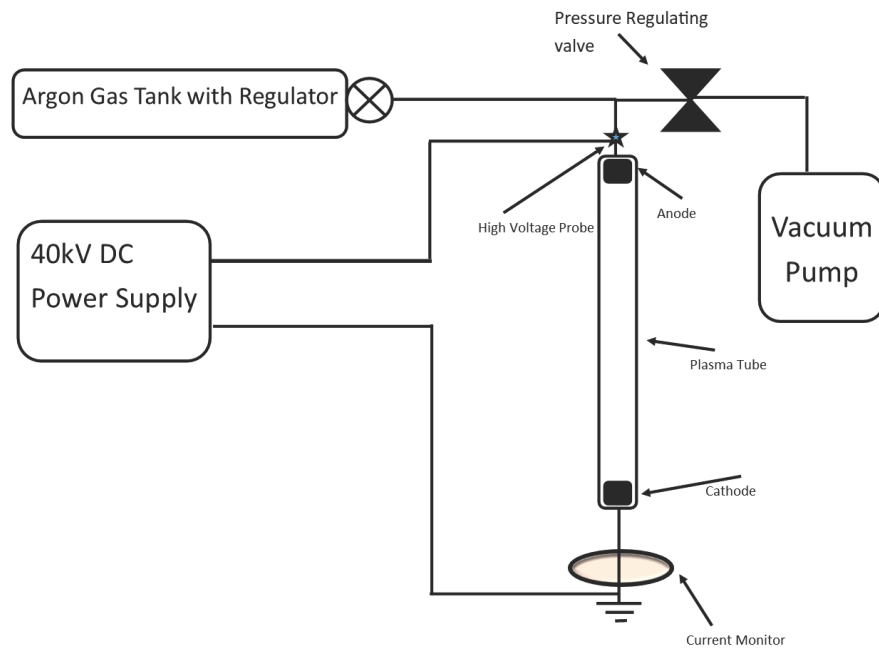 Pressure Regulating
valve
Argon Gas Tank with Regulator
High Voltage Probe
Anode
40kV DC
Power Supply
Vacuum
Pump
Plasma Tube
Cathode
Current Monitor